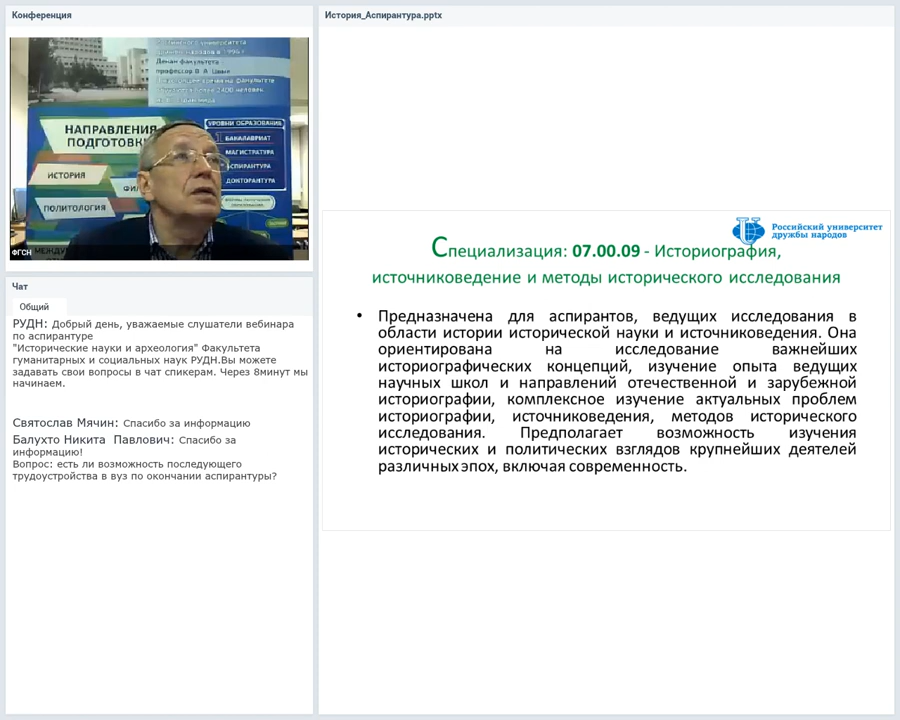 Конференция
Декан факультета -
НАПРАВЛЕНИЯ
ПОДГОТОВКИ
ИСТОРИЯ
ПОЛИТОЛОГИЯ
УРОВНИ ОБРАЗОВАНИЯ
БАКАЛАВРИАТ
МАГИСТРАТУРА
АСПИРАНТУРА
ДОКТОРАНТУРА
ФГСН
Чат
Общий
РУДН: Добрый день, уважаемые слушатели вебинара
по аспирантуре
"Исторические науки и археология" Факультета
гуманитарных и социальных наук РУДН.Вы можете
задавать свои вопросы в чат спикерам. Через 8минут мы
начинаем.
Святослав Мячин: Спасибо за информацию
Балухто Никита Павлович: Спасибо за
информацию!
Вопрос: есть ли возможность последующего
трудоустройства в вуз по окончании аспирантуры?
История_Аспирантура.pptx
Российский университет
дружбы народов
Специализация: 07.00.09 - Историография,
источниковедение и методы исторического исследования
• Предназначена для аспирантов, ведущих исследования в
области истории исторической науки и источниковедения. Она
ориентирована на исследование важнейших
историографических концепций, изучение опыта ведущих
научных школ и направлений отечественной и зарубежной
историографии, комплексное изучение актуальных проблем
историографии, источниковедения, методов исторического
исследования. Предполагает возможность изучения
исторических и политических взглядов крупнейших деятелей
различных эпох, включая современность.